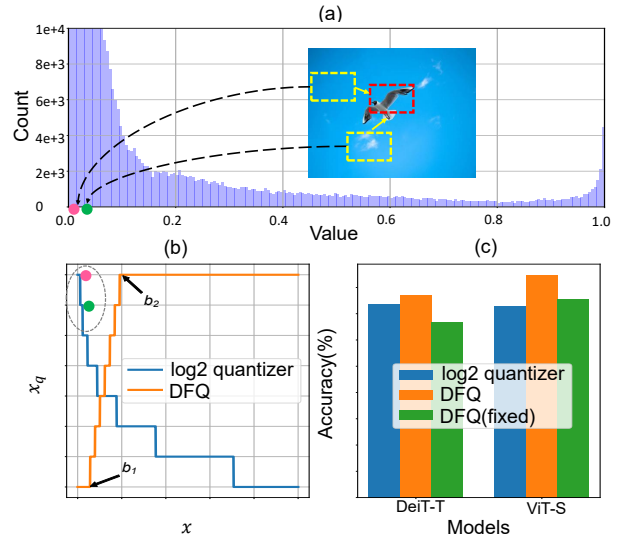 (a)
1e+4
8e+3
6e+3
4e+3
2e+3
0
Count
0.0
0.2
0.4
0.6
0.8
1.0
Value
(b)
b2
log2 quantizer
DFQ
b1
xq
x
(c)
Accuracy(%)
log2 quantizer
DFQ
DFQ(fixed)
DeiT-T
ViT-S
Models